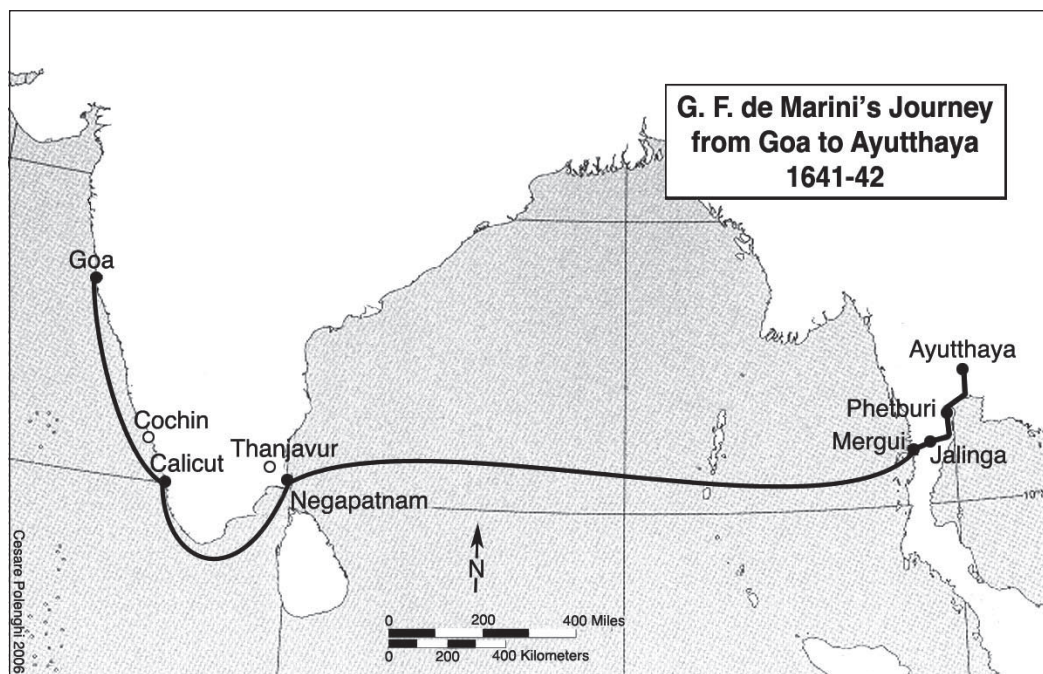 G. F. de Marini’s Journey
from Goa to Ayutthaya
1641-42
Goa
Ayutthaya
Phetburi
Cochin
Mergui
Jalinga
Thanjavur
Calicut
Negapatnam
10°
N
0 200 400 Miles
0 200 400 Kilometers
Cesare Polenghi 2006